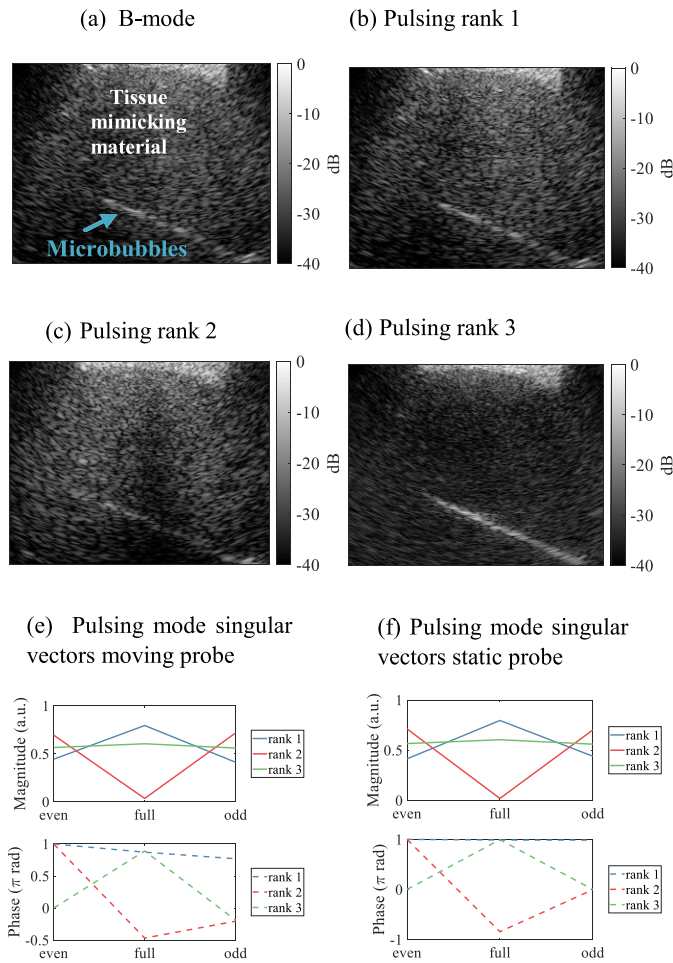 (a) B-mode
(b) Pulsing rank 1
0
-10
-20
-30
-40
dB
Tissue
mimicking
material
Microbubbles
0
-10
-20
-30
-40
dB
(c) Pulsing rank 2
(d) Pulsing rank 3
0
-10
-20
-30
-40
dB
0
-10
-20
-30
-40
dB
(e) Pulsing mode singular
vectors moving probe
(f) Pulsing mode singular
vectors static probe
Magnitude (a.u.)
1
0.5
0
even full odd
rank 1
rank 2
rank 3
Magnitude (a.u.)
1
0.5
0
even full odd
rank 1
rank 2
rank 3
Phase (π rad)
1
0.5
0
-0.5
even full odd
rank 1
rank 2
rank 3
Phase (π rad)
1
0
-1
even full odd
rank 1
rank 2
rank 3